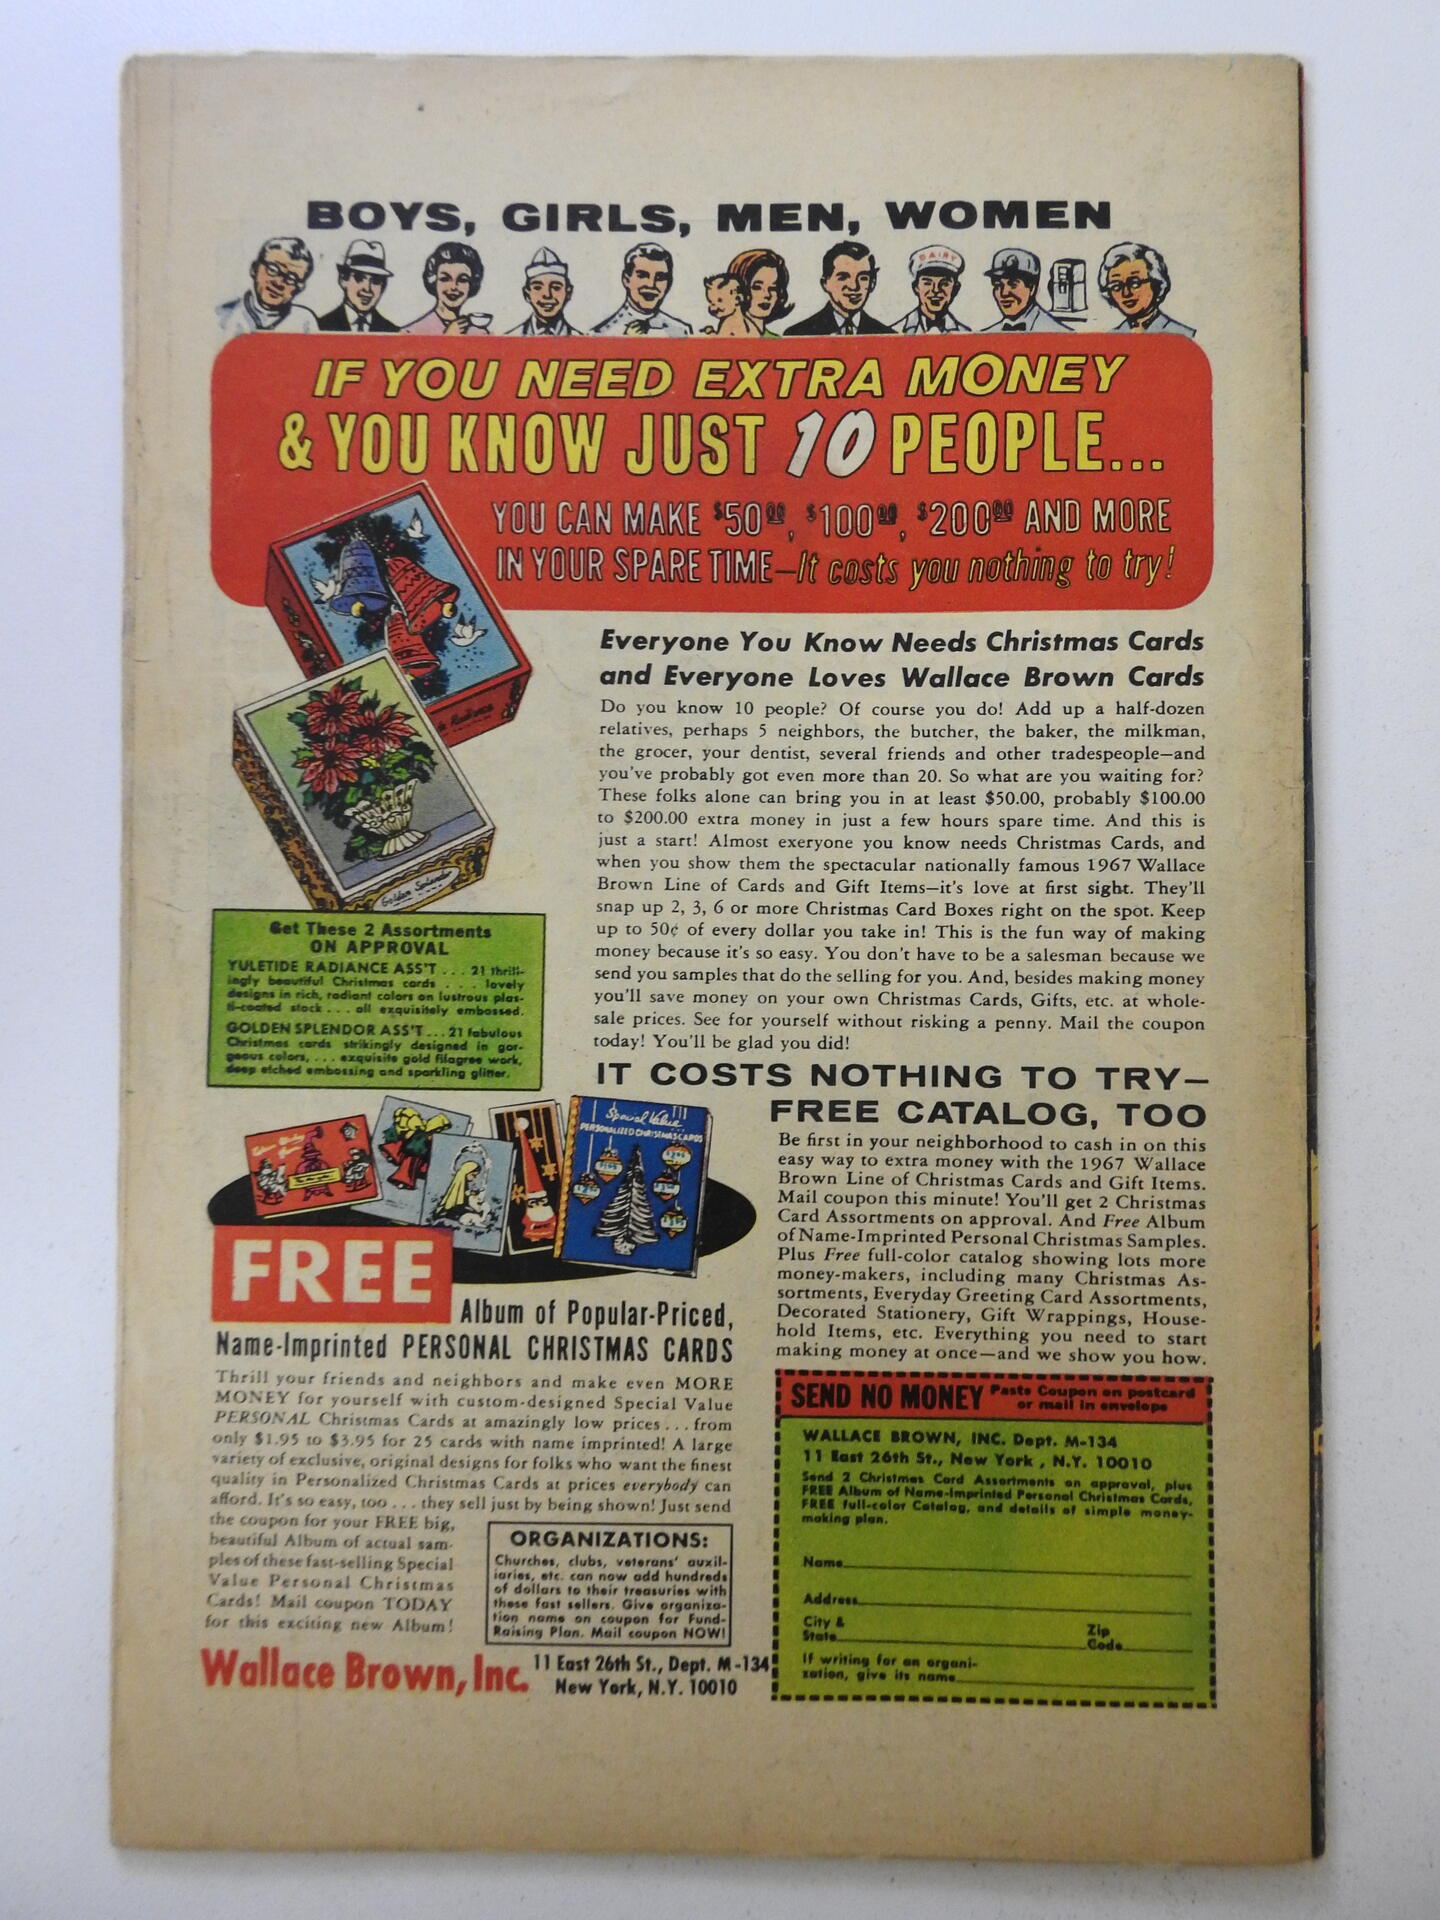 BOYS, GIRLS, MEN, WOMEN
DAIRY
IF YOU NEED EXTRA MONEY
& YOU KNOW JUST 10 PEOPLE...
YOU CAN MAKE $50.00, $100.00, $200.00 AND MORE
IN YOUR SPARE TIME—It costs you nothing to try!
Radiance
Golden Splendor
Everyone You Know Needs Christmas Cards
and Everyone Loves Wallace Brown Cards
Do you know 10 people? Of course you do! Add up a half-dozen
relatives, perhaps 5 neighbors, the butcher, the baker, the milkman,
the grocer, your dentist, several friends and other tradespeople—and
you've probably got even more than 20. So what are you waiting for?
These folks alone can bring you in at least $50.00, probably $100.00
to $200.00 extra money in just a few hours spare time. And this is
just a start! Almost exeryone you know needs Christmas Cards, and
when you show them the spectacular nationally famous 1967 Wallace
Brown Line of Cards and Gift Items—it's love at first sight. They'll
snap up 2, 3, 6 or more Christmas Card Boxes right on the spot. Keep
up to 50¢ of every dollar you take in! This is the fun way of making
money because it's so easy. You don't have to be a salesman because we
send you samples that do the selling for you. And, besides making money
you'll save money on your own Christmas Cards, Gifts, etc. at whole-
sale prices. See for yourself without risking a penny. Mail the coupon
today! You'll be glad you did!
Get These 2 Assortments
ON APPROVAL
YULETIDE RADIANCE ASS'T . . . 21 thrill-
ingly beautiful Christmas cards . . . lovely
designs in rich, radiant colors on lustrous plas-
ti-coated stock . . . all exquisitely embossed.
GOLDEN SPLENDOR ASS'T . . . 21 fabulous
Christmas cards strikingly designed in gor-
geous colors, . . . exquisite gold filagree work,
deep etched embossing and sparkling glitter.
IT COSTS NOTHING TO TRY—
FREE CATALOG, TOO
Be first in your neighborhood to cash in on this
easy way to extra money with the 1967 Wallace
Brown Line of Christmas Cards and Gift Items.
Mail coupon this minute! You'll get 2 Christmas
Card Assortments on approval. And Free Album
of Name-Imprinted Personal Christmas Samples.
Plus Free full-color catalog showing lots more
money-makers, including many Christmas As-
sortments, Everyday Greeting Card Assortments,
Decorated Stationery, Gift Wrappings, House-
hold Items, etc. Everything you need to start
making money at once—and we show you how.
Special Value!!!
PERSONALIZED CHRISTMAS CARDS
FREE
Album of Popular-Priced,
Name-Imprinted PERSONAL CHRISTMAS CARDS
Thrill your friends and neighbors and make even MORE
MONEY for yourself with custom-designed Special Value
PERSONAL Christmas Cards at amazingly low prices . . . from
only $1.95 to $3.95 for 25 cards with name imprinted! A large
variety of exclusive, original designs for folks who want the finest
quality in Personalized Christmas Cards at prices everybody can
afford. It's so easy, too . . . they sell just by being shown! Just send
the coupon for your FREE big,
beautiful Album of actual sam-
ples of these fast-selling Special
Value Personal Christmas
Cards! Mail coupon TODAY
for this exciting new Album!
ORGANIZATIONS:
Churches, clubs, veterans' auxil-
iaries, etc. can now add hundreds
of dollars to their treasuries with
these fast sellers. Give organiza-
tion name on coupon for Fund-
Raising Plan. Mail coupon NOW!
Wallace Brown, Inc. 11 East 26th St., Dept. M-134
New York, N.Y. 10010
SEND NO MONEY Paste Coupon on postcard
or mail in envelope
WALLACE BROWN, INC. Dept. M-134
11 East 26th St., New York , N.Y. 10010
Send 2 Christmas Card Assortments on approval, plus
FREE Album of Name-Imprinted Personal Christmas Cards,
FREE full-color Catalog, and details of simple money-
making plan.
Name
Address
City &
State
Zip
Code
If writing for an organi-
zation, give its name